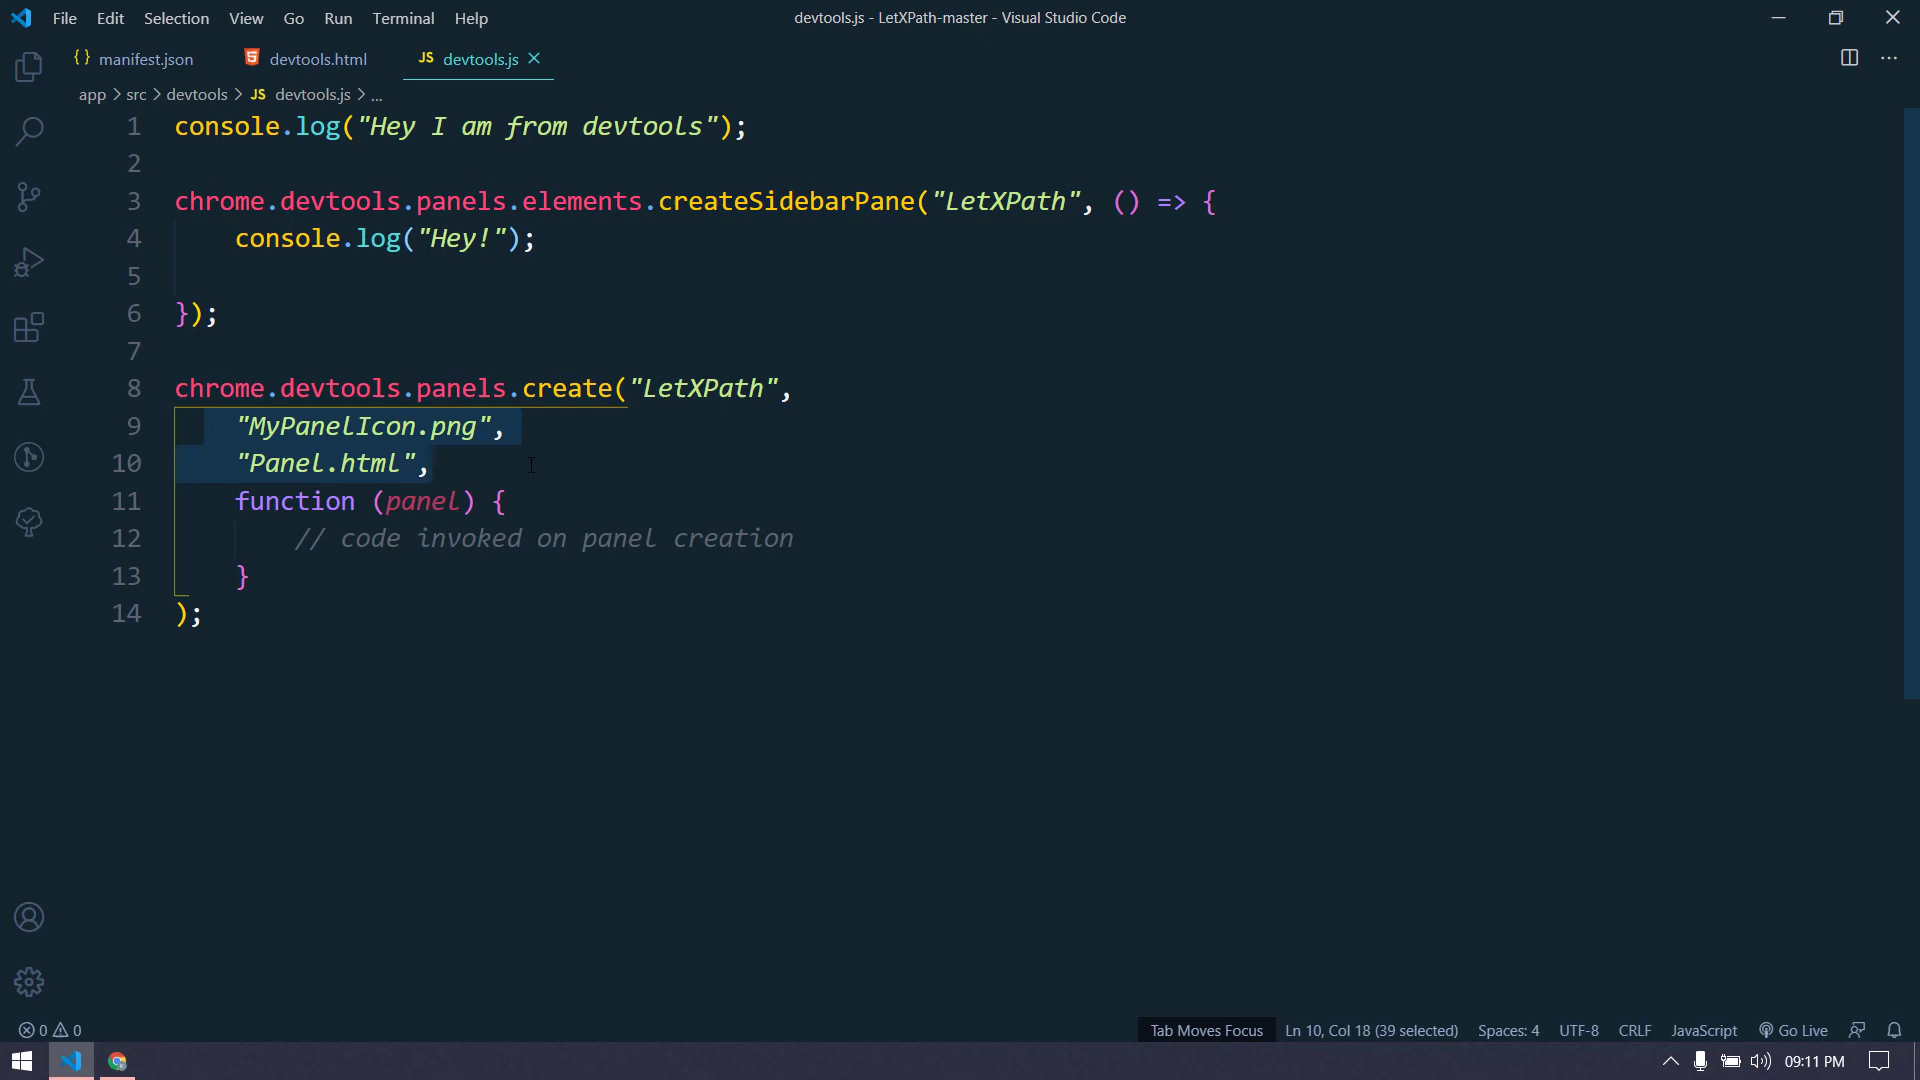 File Edit Selection View Go Run Terminal Help
devtools.js - LetXPath-master - Visual Studio Code
{} manifest.json
5 devtools.html
JS devtools.js
app > src > devtools > JS devtools.js > ...
1 console.log("Hey I am from devtools");
2
3 chrome.devtools.panels.elements.createSidebarPane("LetXPath", () => {
4 console.log("Hey!");
5
6 });
7
8 chrome.devtools.panels.create("LetXPath",
9 "MyPanelIcon.png",
10 "Panel.html",
11 function (panel) {
12 // code invoked on panel creation
13 }
14 );
0 0
Tab Moves Focus Ln 10, Col 18 (39 selected) Spaces: 4 UTF-8 CRLF JavaScript Go Live
09:11 PM